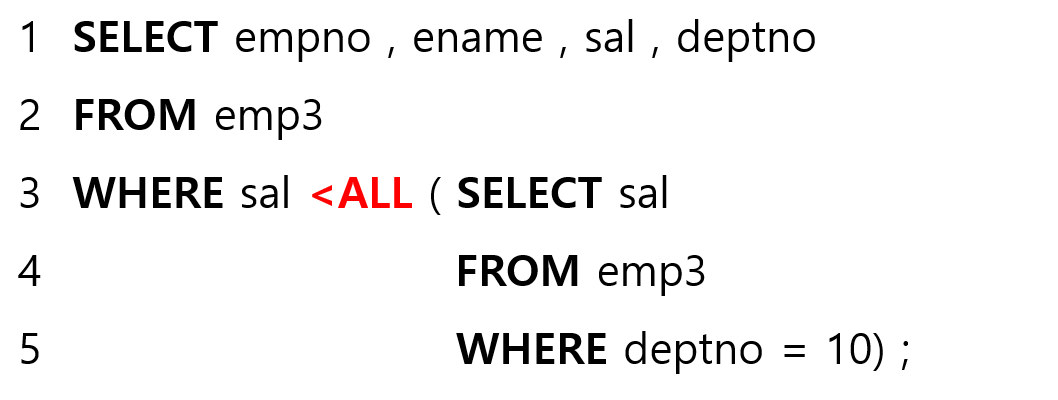 1 SELECT empno , ename , sal , deptno
2 FROM emp3
3 WHERE sal <ALL ( SELECT sal
4 FROM emp3
5 WHERE deptno = 10) ;